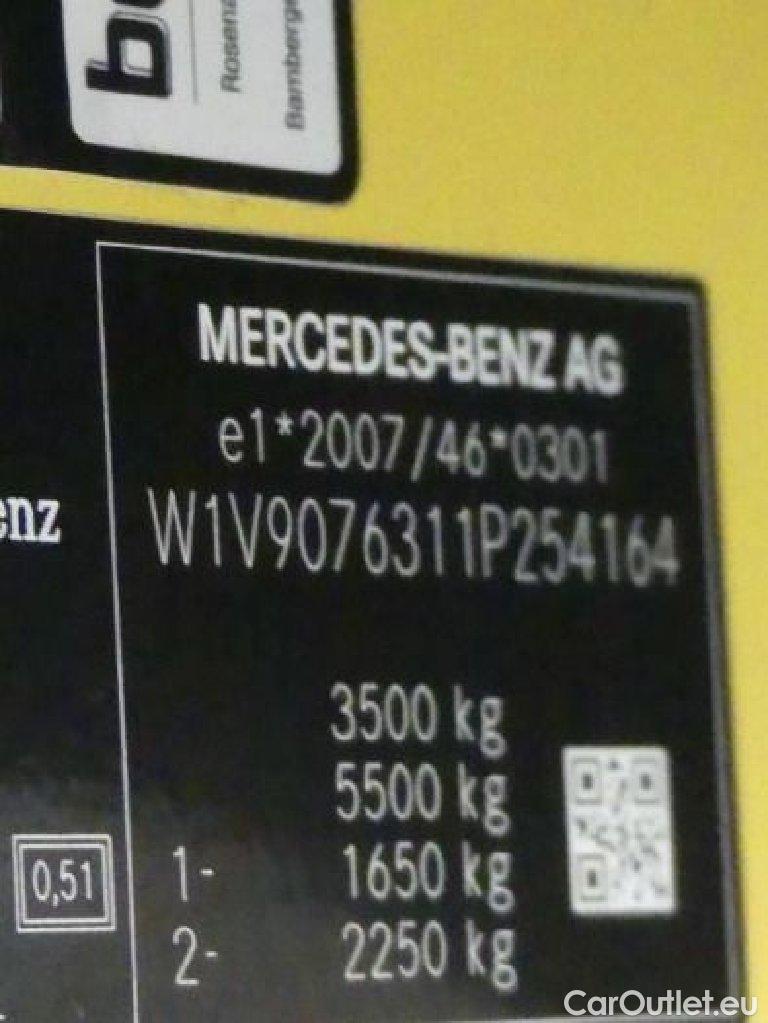 MERCEDES-BENZ AG
e1*2007/46*0301
W1V9076311P254164
enz
3500 kg
5500 kg
0,51
1- 1650 kg
2- 2250 kg
CarOutlet.eu